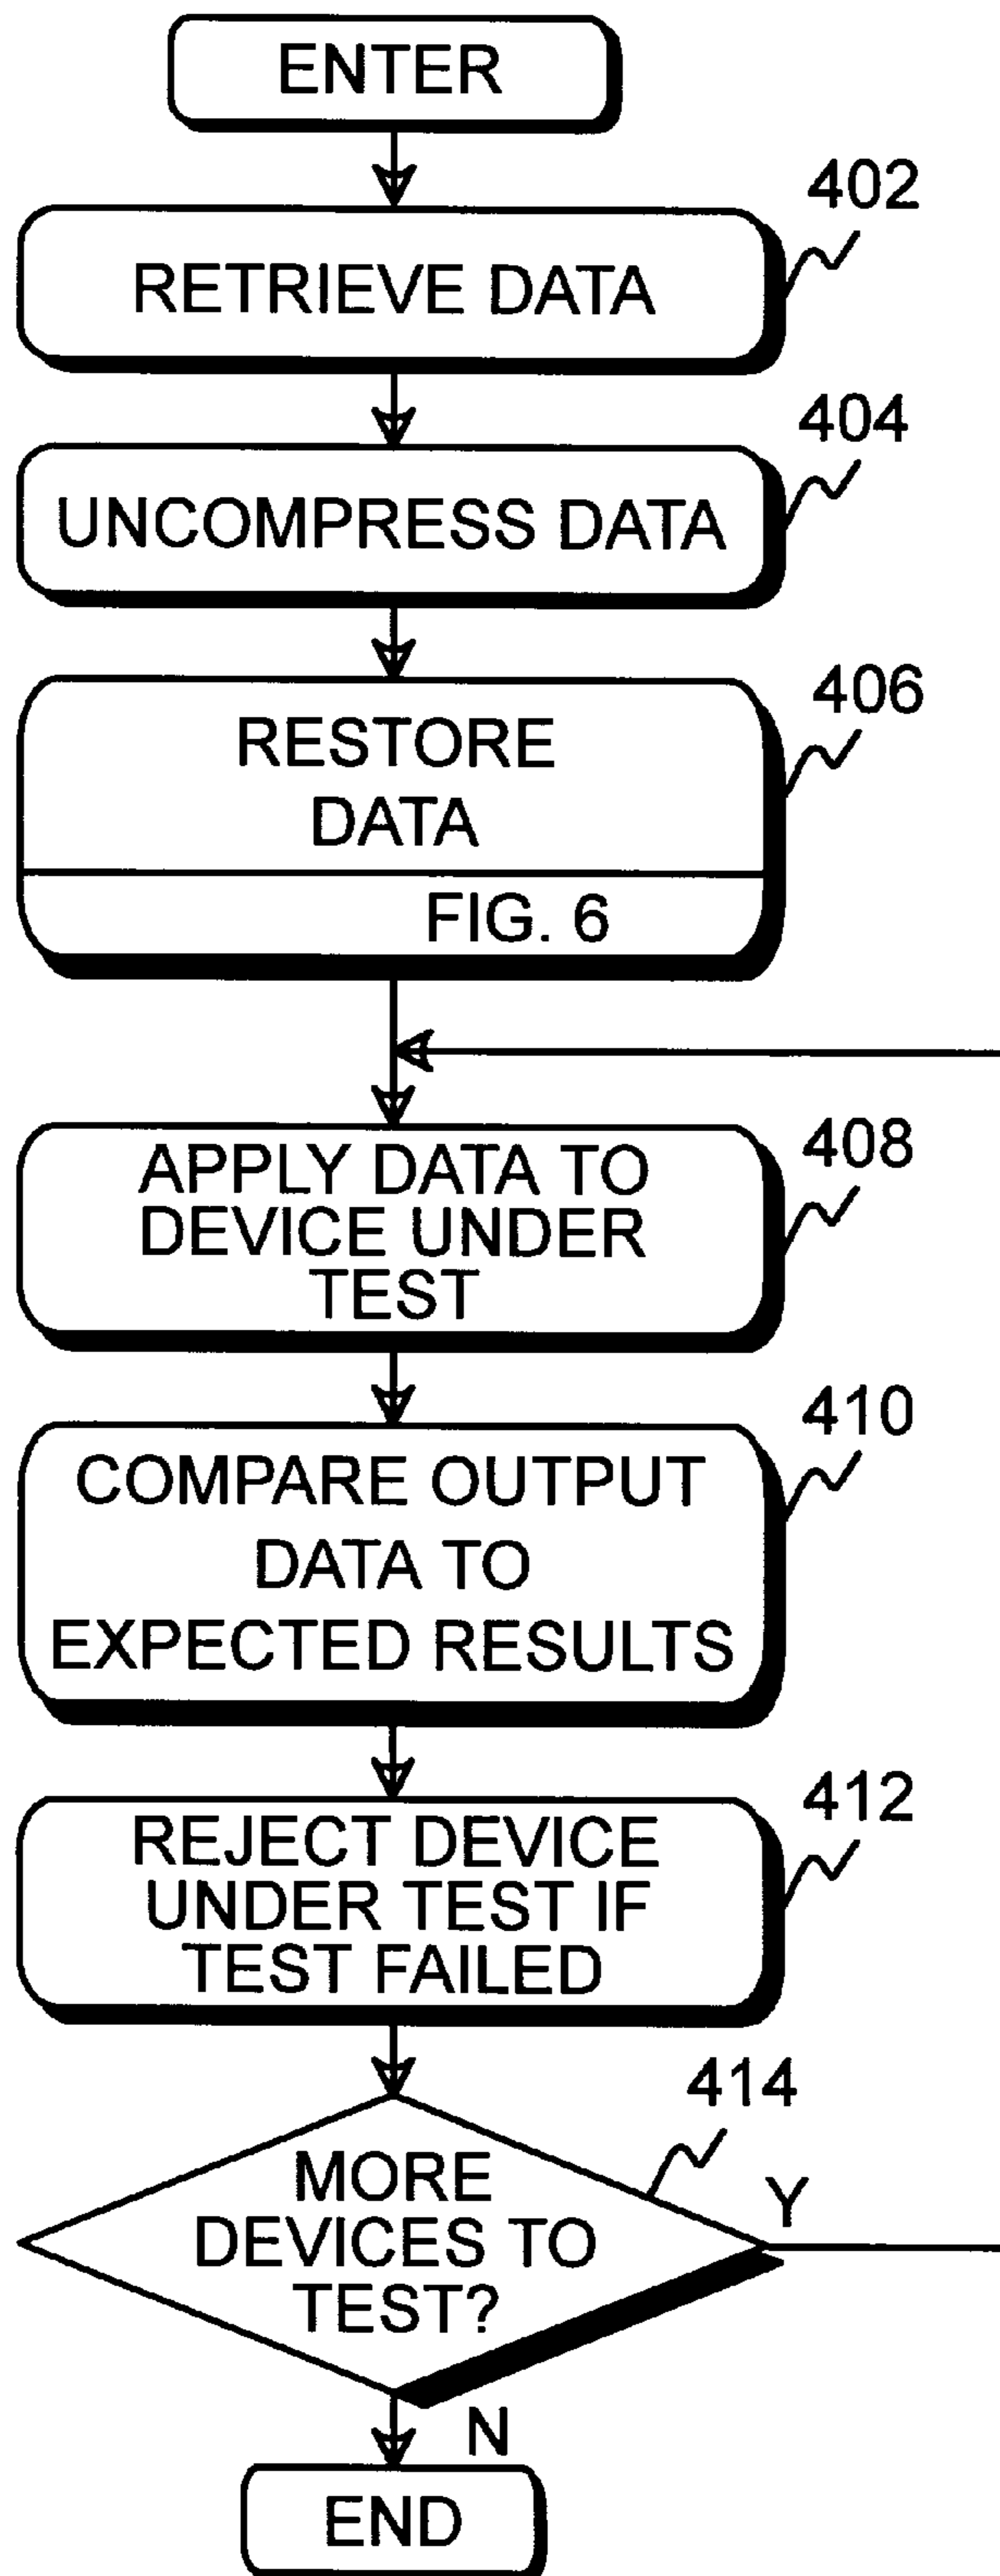 ENTER
402
RETRIEVE DATA
404
UNCOMPRESS DATA
406
RESTORE
DATA
FIG. 6
408
APPLY DATA TO
DEVICE UNDER
TEST
410
COMPARE OUTPUT
DATA TO
EXPECTED RESULTS
412
REJECT DEVICE
UNDER TEST IF
TEST FAILED
414
MORE
DEVICES TO
TEST?
Y
N
END